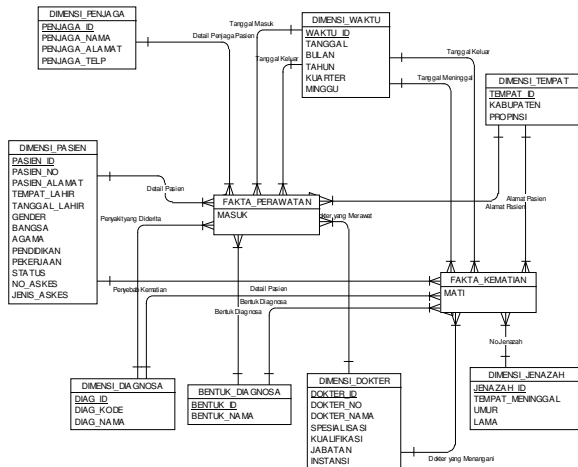 DIMENSI_PENJAGA
PENJAGA_ID
PENJAGA_NAMA
PENJAGA_ALAMAT
PENJAGA_TELP
DIMENSI_WAKTU
WAKTU_ID
TANGGAL
BULAN
TAHUN
KUARTER
MINGGU
DIMENSI_TEMPAT
TEMPAT_ID
KABUPATEN
PROPINSI
Tanggal Masuk
Detail Penjaga Pasien
Tanggal Keluar
Tanggal Keluar
Tanggal Meninggal
DIMENSI_PASIEN
PASIEN_ID
PASIEN_NO
PASIEN_ALAMAT
TEMPAT_LAHIR
TANGGAL_LAHIR
GENDER
BANGSA
AGAMA
PENDIDIKAN
PEKERJAAN
STATUS
NO_ASKES
JENIS_ASKES
Detail Pasien
FAKTA_PERAWATAN
MASUK
Penyakit yang Diderita
Dokter yang Merawat
Alamat Pasien
Alamat Pasien
FAKTA_KEMATIAN
MATI
Penyebab Kematian
Detail Pasien
Bentuk Diagnosa
Bentuk Diagnosa
No Jenazah
DIMENSI_DIAGNOSA
DIAG_ID
DIAG_KODE
DIAG_NAMA
BENTUK_DIAGNOSA
BENTUK_ID
BENTUK_NAMA
DIMENSI_DOKTER
DOKTER_ID
DOKTER_NO
DOKTER_NAMA
SPESIALISASI
KUALIFIKASI
JABATAN
INSTANSI
DIMENSI_JENAZAH
JENAZAH_ID
TEMPAT_MENINGGAL
UMUR
LAMA
Dokter yang Menangani